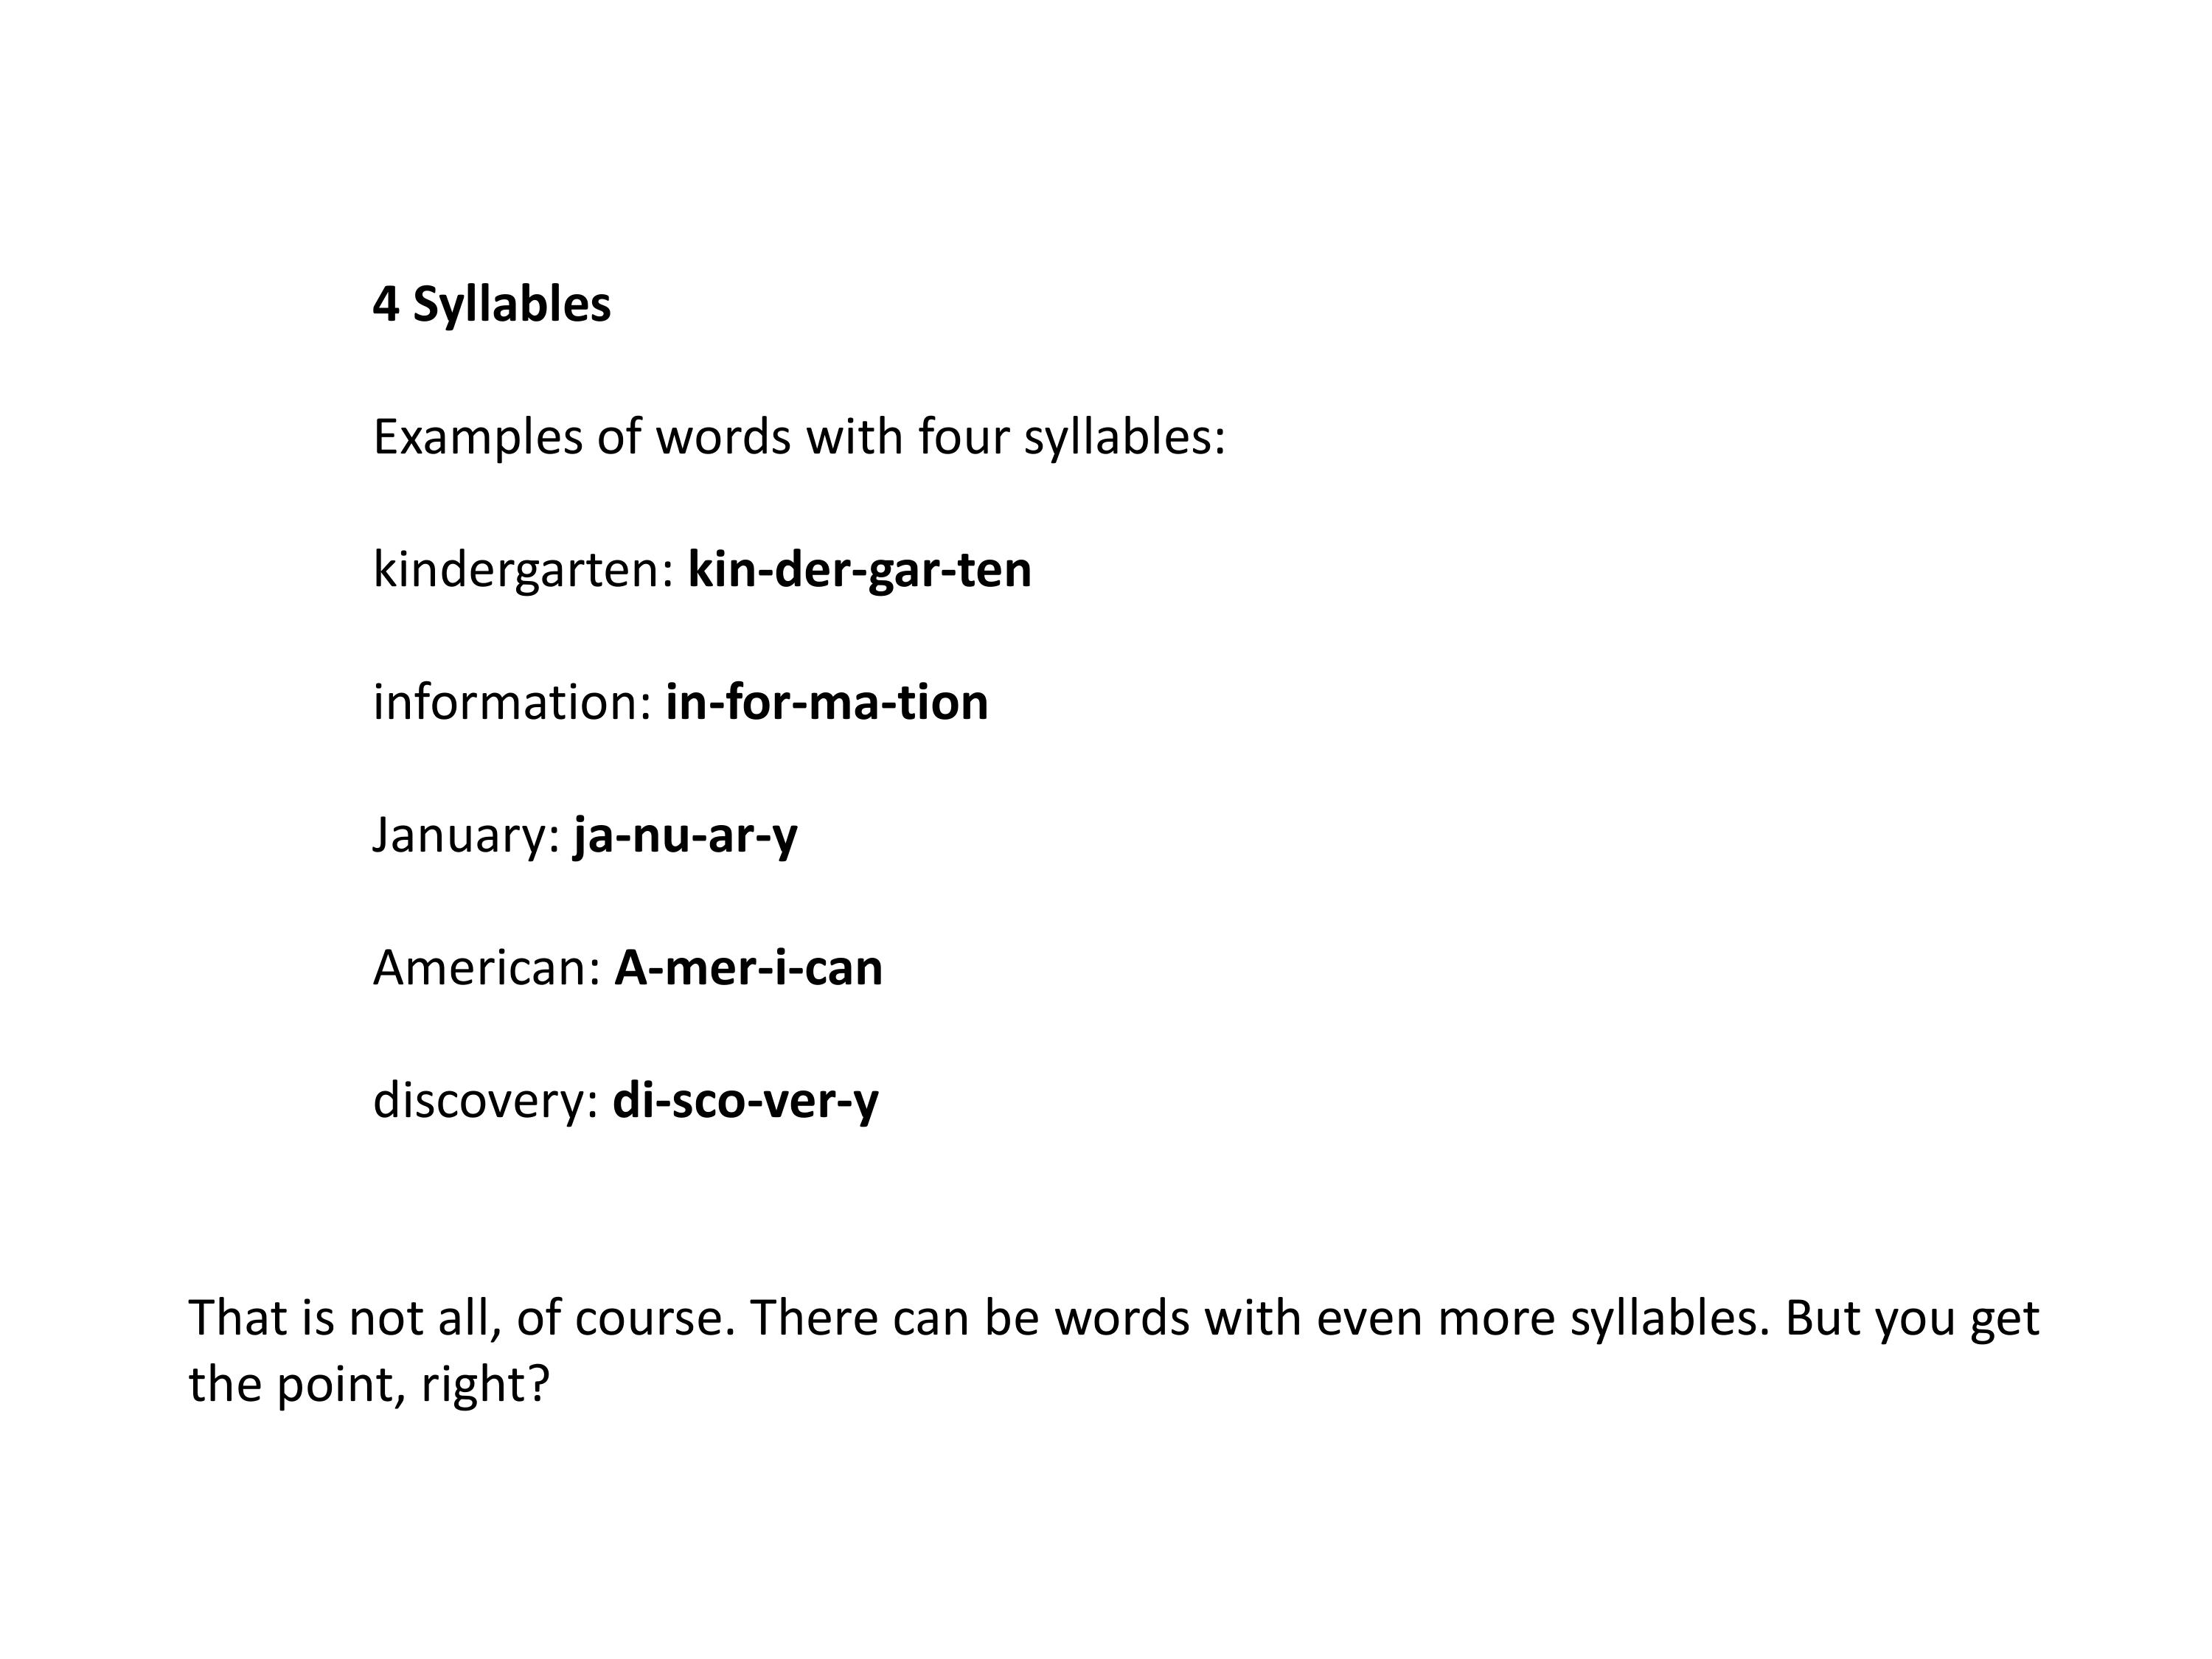 4 Syllables
Examples of words with four syllables:
kindergarten: kin-der-gar-ten
information: in-for-ma-tion
January: ja-nu-ar-y
American: A-mer-i-can
discovery: di-sco-ver-y
That is not all, of course. There can be words with even more syllables. But you get
the point, right?